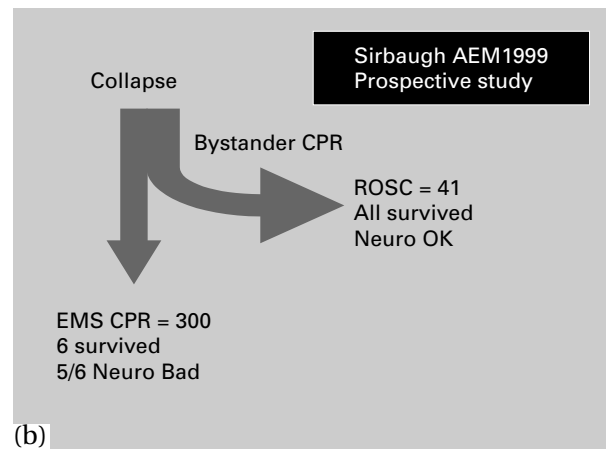 Sirbaugh AEM1999
Prospective study
Collapse
Bystander CPR
ROSC = 41
All survived
Neuro OK
EMS CPR = 300
6 survived
5/6 Neuro Bad
(b)